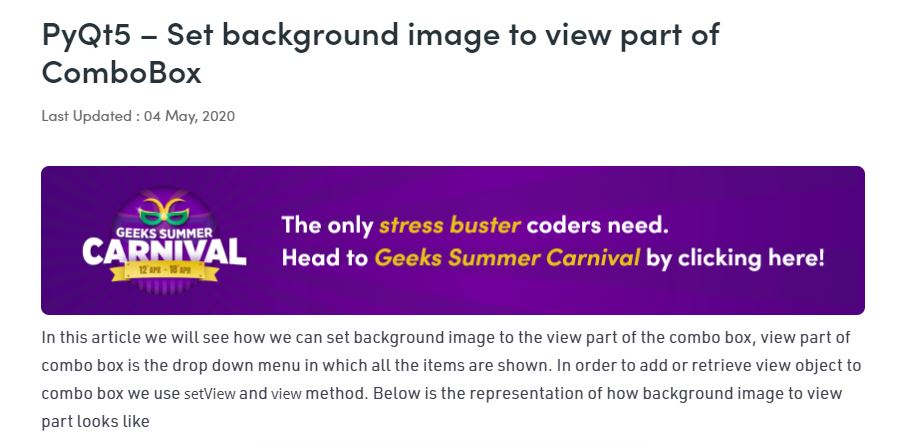 PyQt5 – Set background image to view part of
ComboBox
Last Updated : 04 May, 2020
GEEKS SUMMER
CARNIVAL
12 APR - 18 APR
The only stress buster coders need.
Head to Geeks Summer Carnival by clicking here!
In this article we will see how we can set background image to the view part of the combo box, view part of
combo box is the drop down menu in which all the items are shown. In order to add or retrieve view object to
combo box we use setView and view method. Below is the representation of how background image to view
part looks like